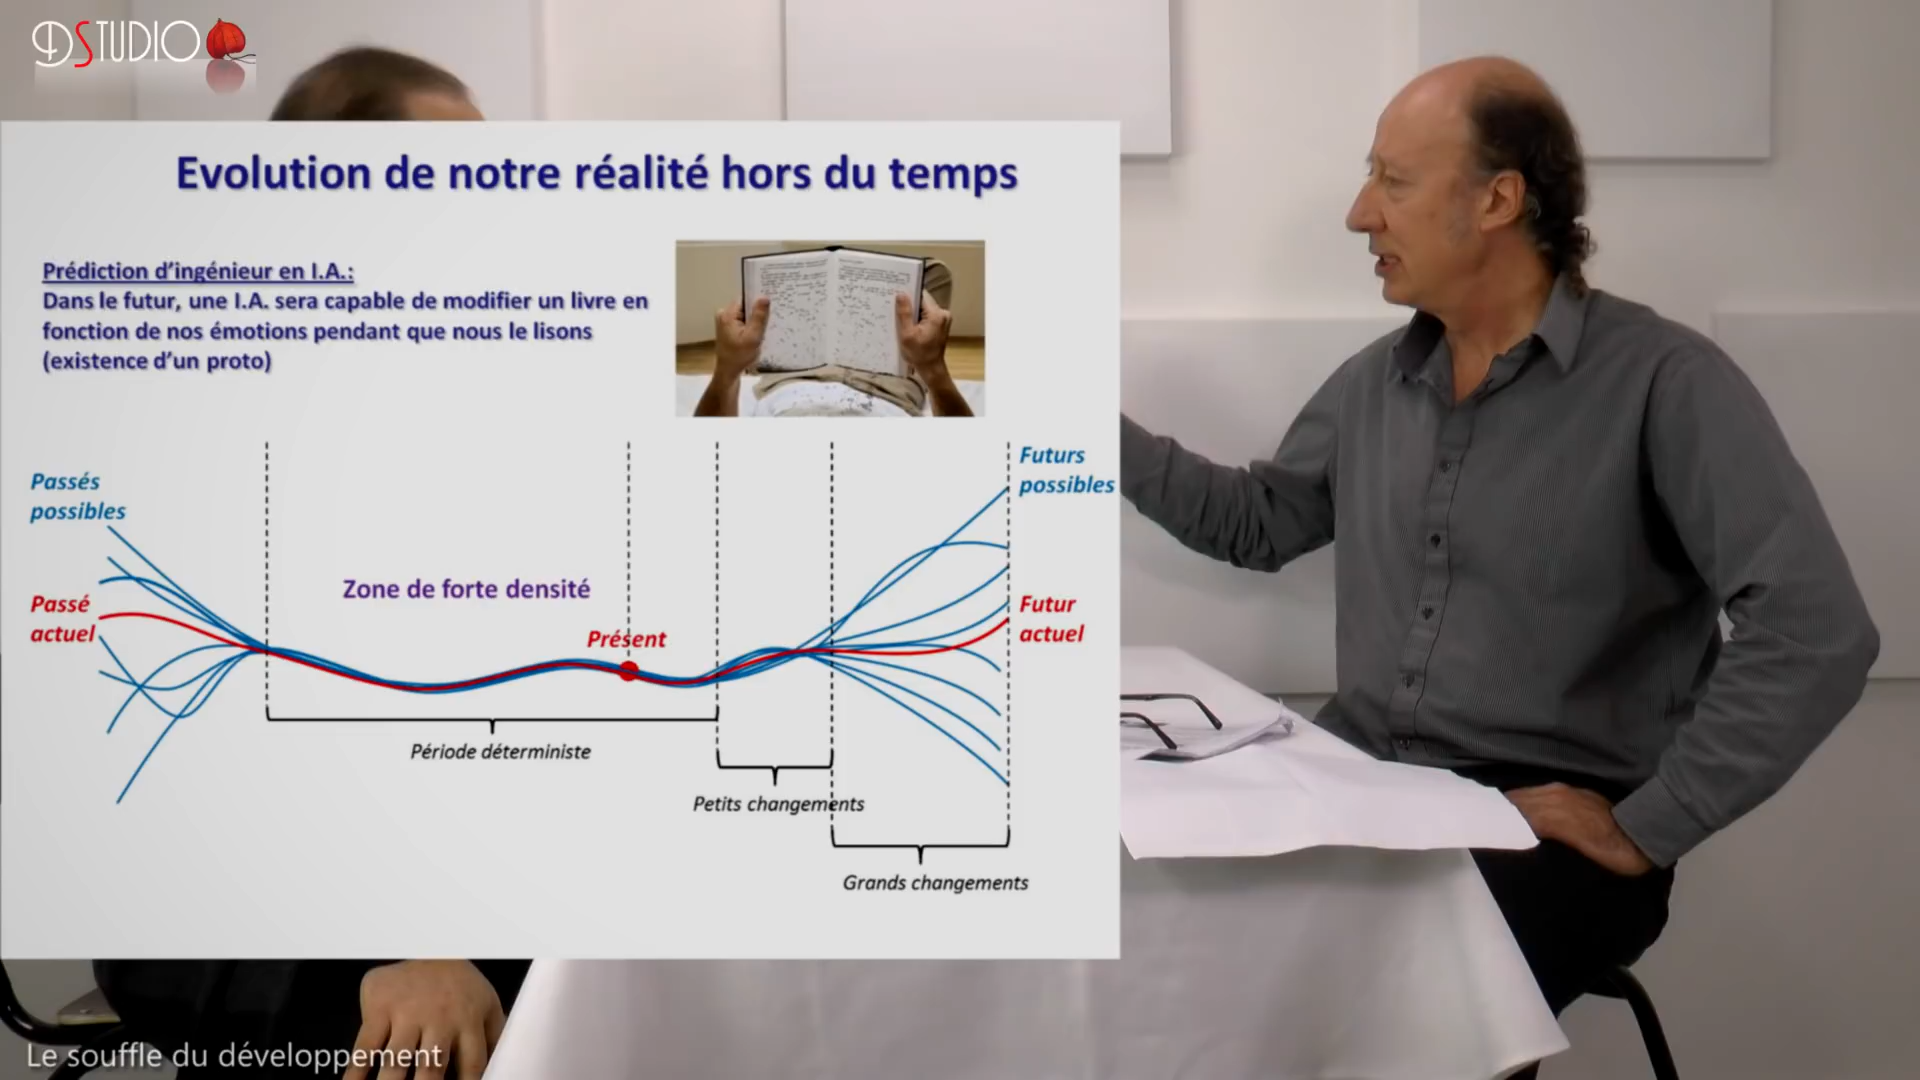 DSTUDIO
Evolution de notre réalité hors du temps
Prédiction d'ingénieur en I.A.:
Dans le futur, une I.A. sera capable de modifier un livre en
fonction de nos émotions pendant que nous le lisons
(existence d'un proto)
Passés
possibles
Futurs
possibles
Zone de forte densité
Passé
actuel
Présent
Futur
actuel
Période déterministe
Petits changements
Grands changements
Le souffle du développement